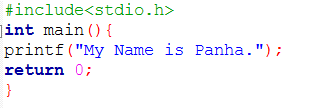 #include<stdio.h>
int main(){
printf("My Name is Panha.");
return 0;
}